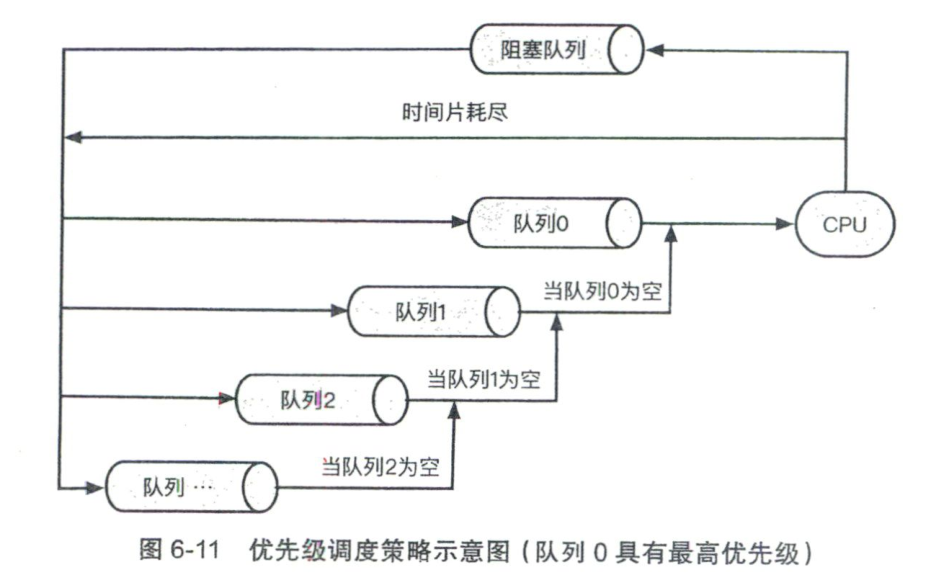 阻塞队列
时间片耗尽
队列0
CPU
当队列0为空
队列1
当队列1为空
队列2
当队列2为空
队列 …
图 6-11 优先级调度策略示意图（队列 0 具有最高优先级）